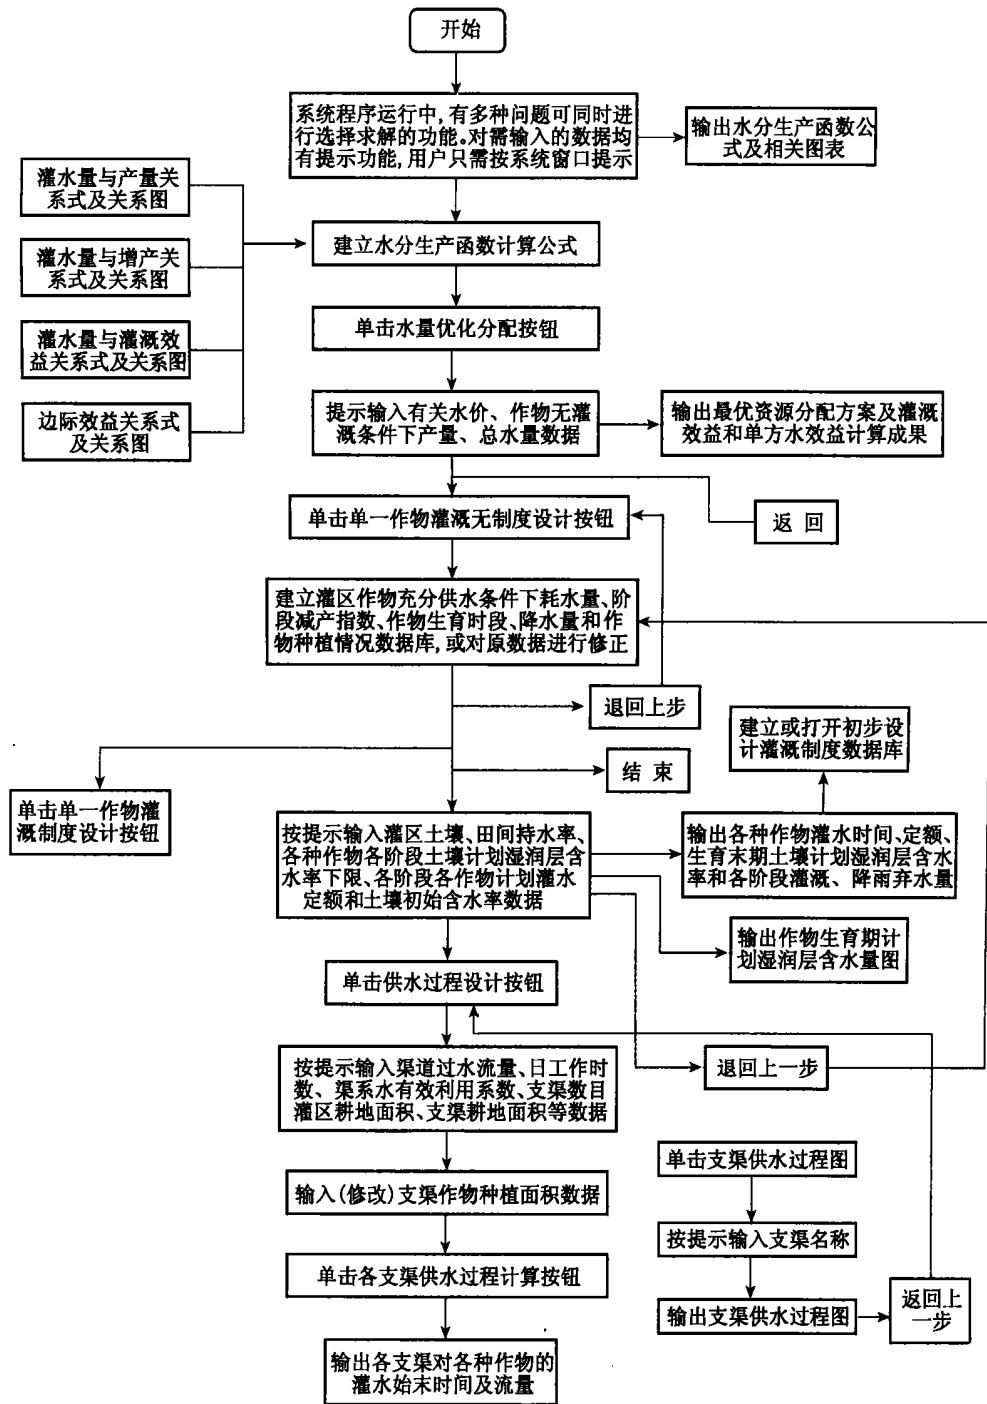 开始
系统程序运行中,有多种问题可同时进
行选择求解的功能。对需输入的数据均
有提示功能,用户只需按系统窗口提示
输出水分生产函数公
式及相关图表
灌水量与产量关
系式及关系图
建立水分生产函数计算公式
灌水量与增产关
系式及关系图
单击水量优化分配按钮
灌水量与灌溉效
益关系式及关系图
提示输入有关水价、作物无灌
溉条件下产量、总水量数据
输出最优资源分配方案及灌溉
效益和单方水效益计算成果
边际效益关系式
及关系图
单击单一作物灌溉无制度设计按钮
返 回
建立灌区作物充分供水条件下耗水量、阶
段减产指数、作物生育时段、降水量和作
物种植情况数据库,或对原数据进行修正
退回上步
建立或打开初步设
计灌溉制度数据库
结 束
单击单一作物灌
溉制度设计按钮
按提示输入灌区土壤、田间持水率、
各种作物各阶段土壤计划湿润层含
水率下限、各阶段各作物计划灌水
定额和土壤初始含水率数据
输出各种作物灌水时间、定额、
生育末期土壤计划湿润层含水
率和各阶段灌溉、降雨弃水量
输出作物生育期计
划湿润层含水量图
单击供水过程设计按钮
按提示输入渠道过水流量、日工作时
数、渠系水有效利用系数、支渠数目
灌区耕地面积、支渠耕地面积等数据
退回上一步
单击支渠供水过程图
输入(修改)支渠作物种植面积数据
按提示输入支渠名称
单击各支渠供水过程计算按钮
输出支渠供水过程图
返回上
一步
输出各支渠对各种作物的
灌水始末时间及流量